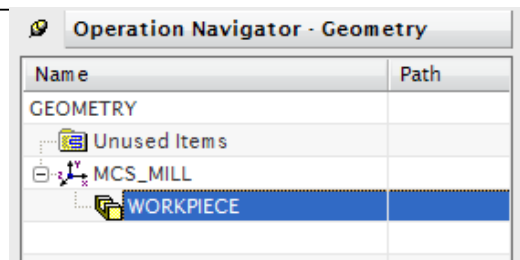 Operation Navigator - Geometry
Name Path
GEOMETRY
Unused Items
MCS_MILL
WORKPIECE